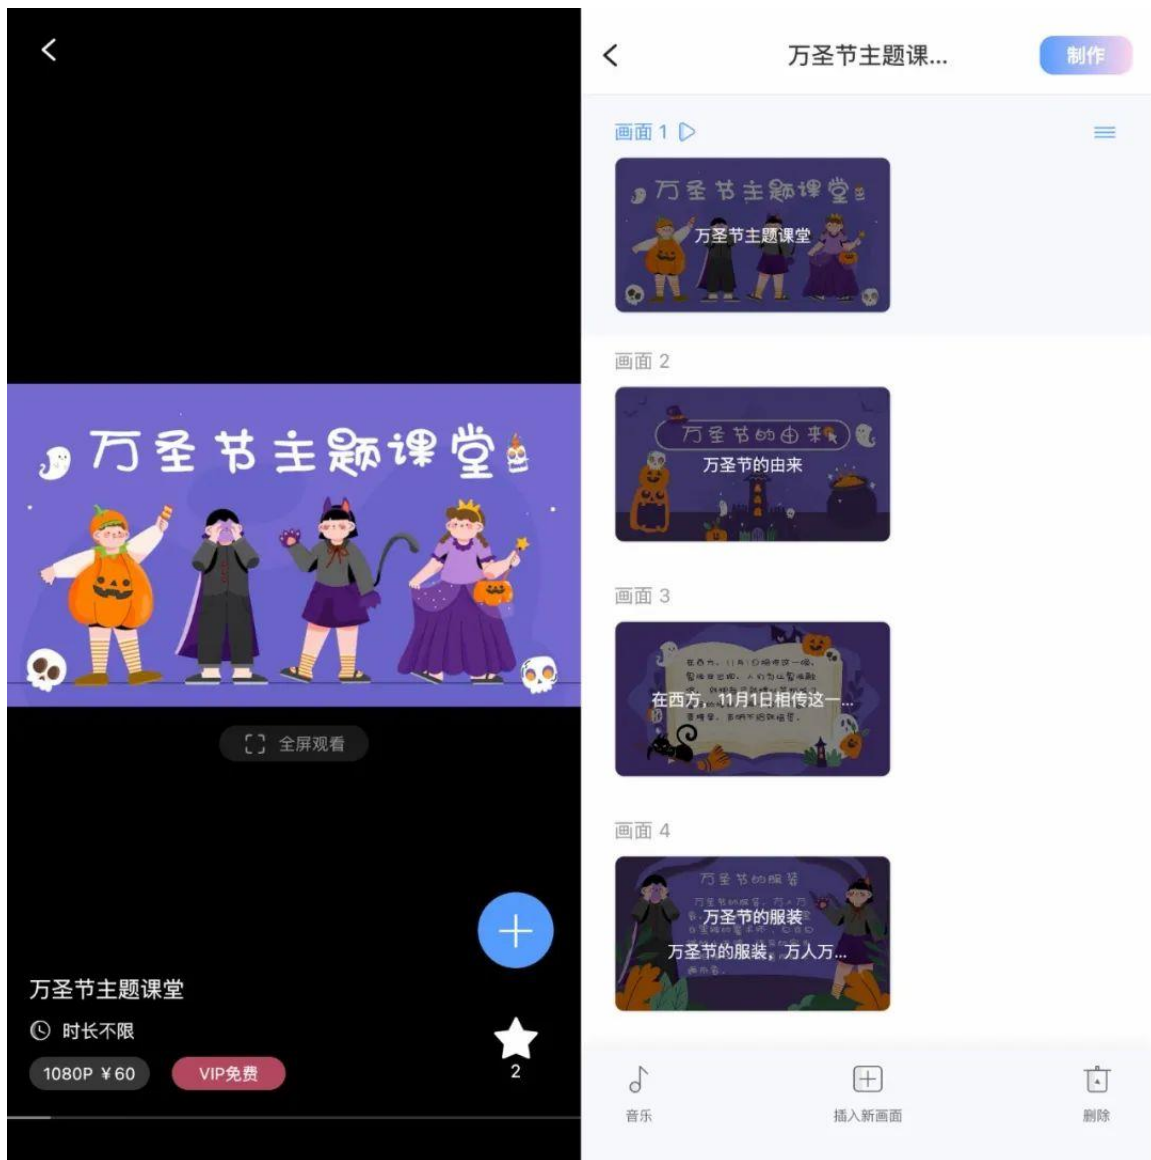 万圣节主题课堂
全屏观看
万圣节主题课堂
时长不限
1080P ¥60
VIP免费
2
万圣节主题课...
制作
画面 1
万圣节主题课堂
万圣节主题课堂
画面 2
万圣节的由来
万圣节的由来
画面 3
在西方，11月1日相传这一...
画面 4
万圣节的服装
万圣节的服装
万圣节的服装，万人万...
音乐
插入新画面
删除